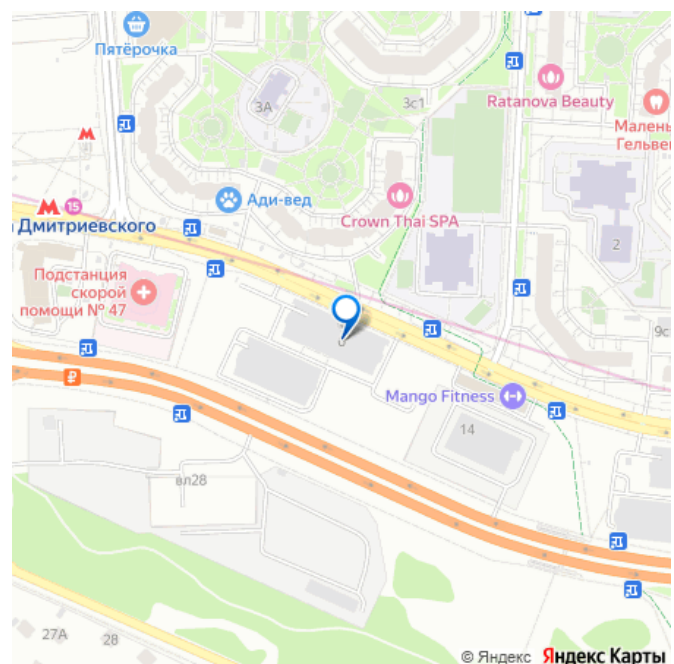 Пятёрочка
3А
3с1
Ratanova Beauty
Малень
Гельве
М
М 15
а Дмитриевского
Ади-вед
Crown Thai SPA
2
Подстанция
скорой
помощи № 47
9с
₽
Mango Fitness
14
вл28
27А
28
© Яндекс Яндекс Карты